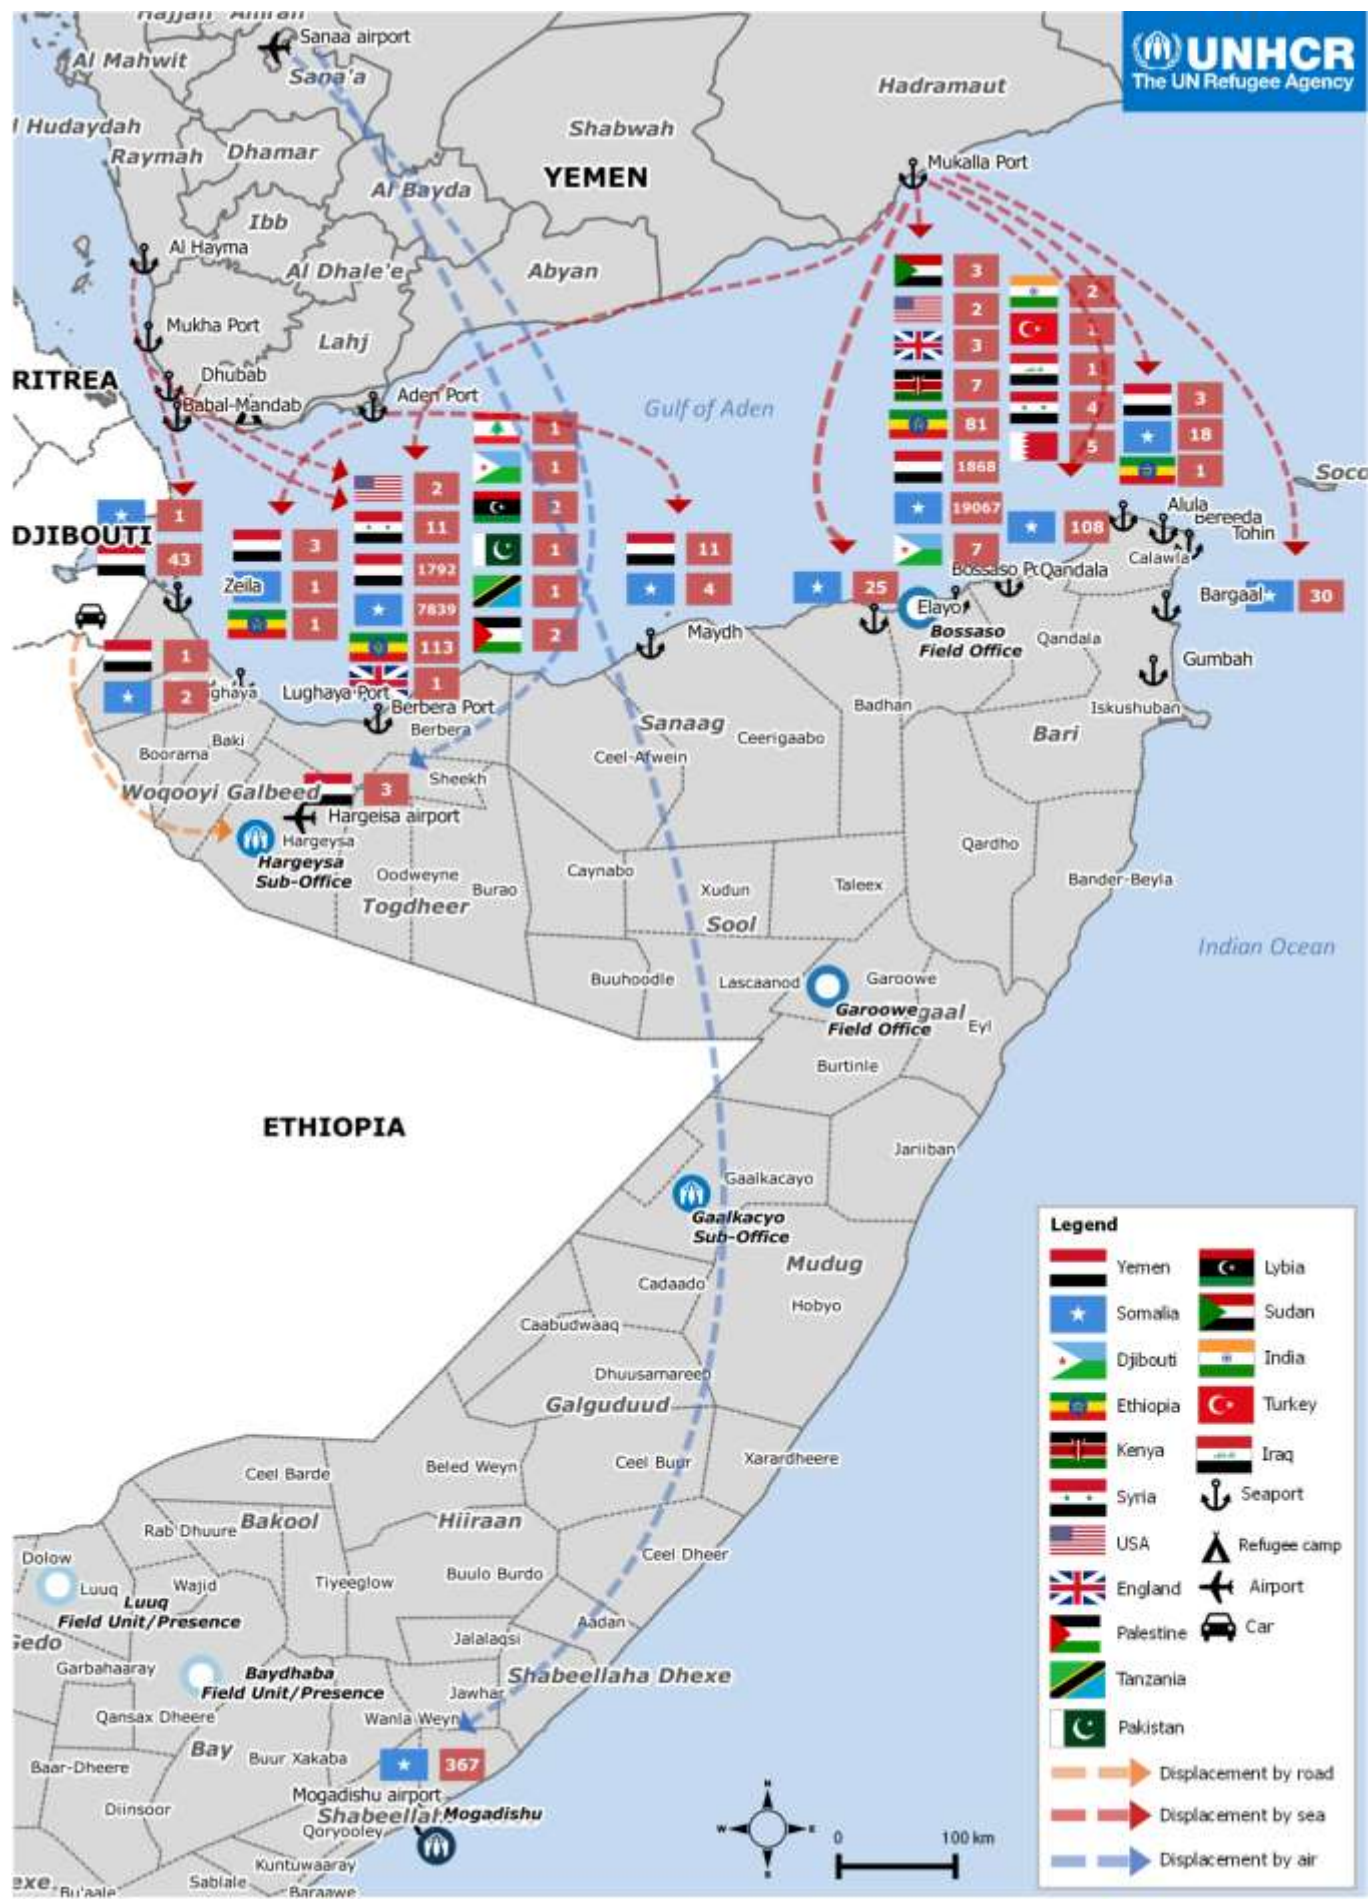 Hajjah Amran
Sanaa airport
Al Mahwit
Sana'a
UNHCR
The UN Refugee Agency
Hadramaut
Hudaydah
Shabwah
Raymah
Dhamar
Mukalla Port
YEMEN
Al Bayda
Ibb
Al Hayma
Al Dhale'e
Abyan
3
2
2
Mukha Port
1
Lahj
3
RITREA
Dhubab
1
7
Aden Port
3
Babal-Mandab
Gulf of Aden
4
81
1
18
5
1868
1
1
Soco
2
2
19067
Alula
1
11
108
Bereeda
DJIBOUTI
Tohin
3
1
11
7
Calawla
43
1792
Bossaso Po
Qandala
Zeila
1
1
4
25
Bargaal
30
7839
Elayo
1
2
Maydh
Bossaso
Field Office
Qandala
113
1
Gumbah
1
2
ghaya
Lughaya Port
Berbera Port
Badhan
Iskushuban
Berbera
Sanaag
Bari
Baki
Ceerigaabo
Boorama
Ceel-Afwein
Sheekh
Woqooyi Galbeed
3
Hargeisa airport
Hargeysa
Qardho
Hargeysa
Sub-Office
Oodweyne
Caynabo
Burao
Xudun
Taleex
Bander-Beyla
Togdheer
Sool
Indian Ocean
Buuhoodle
Lascaanod
Garoowe
Garoowe
gaal
Field Office
Eyl
Burtinle
ETHIOPIA
Jariiban
Gaalkacayo
Gaalkacyo
Sub-Office
Mudug
Cadaado
Hobyo
Caabudwaaq
Dhuusamareeb
Galguduud
Ceel Barde
Beled Weyn
Ceel Buur
Xarardheere
Rab Dhuure
Bakool
Hiiraan
Dolow
Ceel Dheer
Luuq
Wajid
Tiyeeglow
Buulo Burdo
Luuq
Field Unit/Presence
Aadan
Gedo
Jalalaqsi
Garbahaaray
Baydhaba
Field Unit/Presence
Shabeellaha Dhexe
Jawhar
Qansax Dheere
Wanla Weyn
Bay
Buur Xakaba
Baar-Dheere
367
Mogadishu airport
Diinsoor
Shabeellah
Mogadishu
Qoryooley
Kuntuwaaray
Sablale
Bu'aale
Baraawe
exe
N
W
E
S
0
100 km
Legend
Yemen
Lybia
Somalia
Sudan
Djibouti
India
Ethiopia
Turkey
Kenya
Iraq
Syria
Seaport
USA
Refugee camp
England
Airport
Palestine
Car
Tanzania
Pakistan
Displacement by road
Displacement by sea
Displacement by air